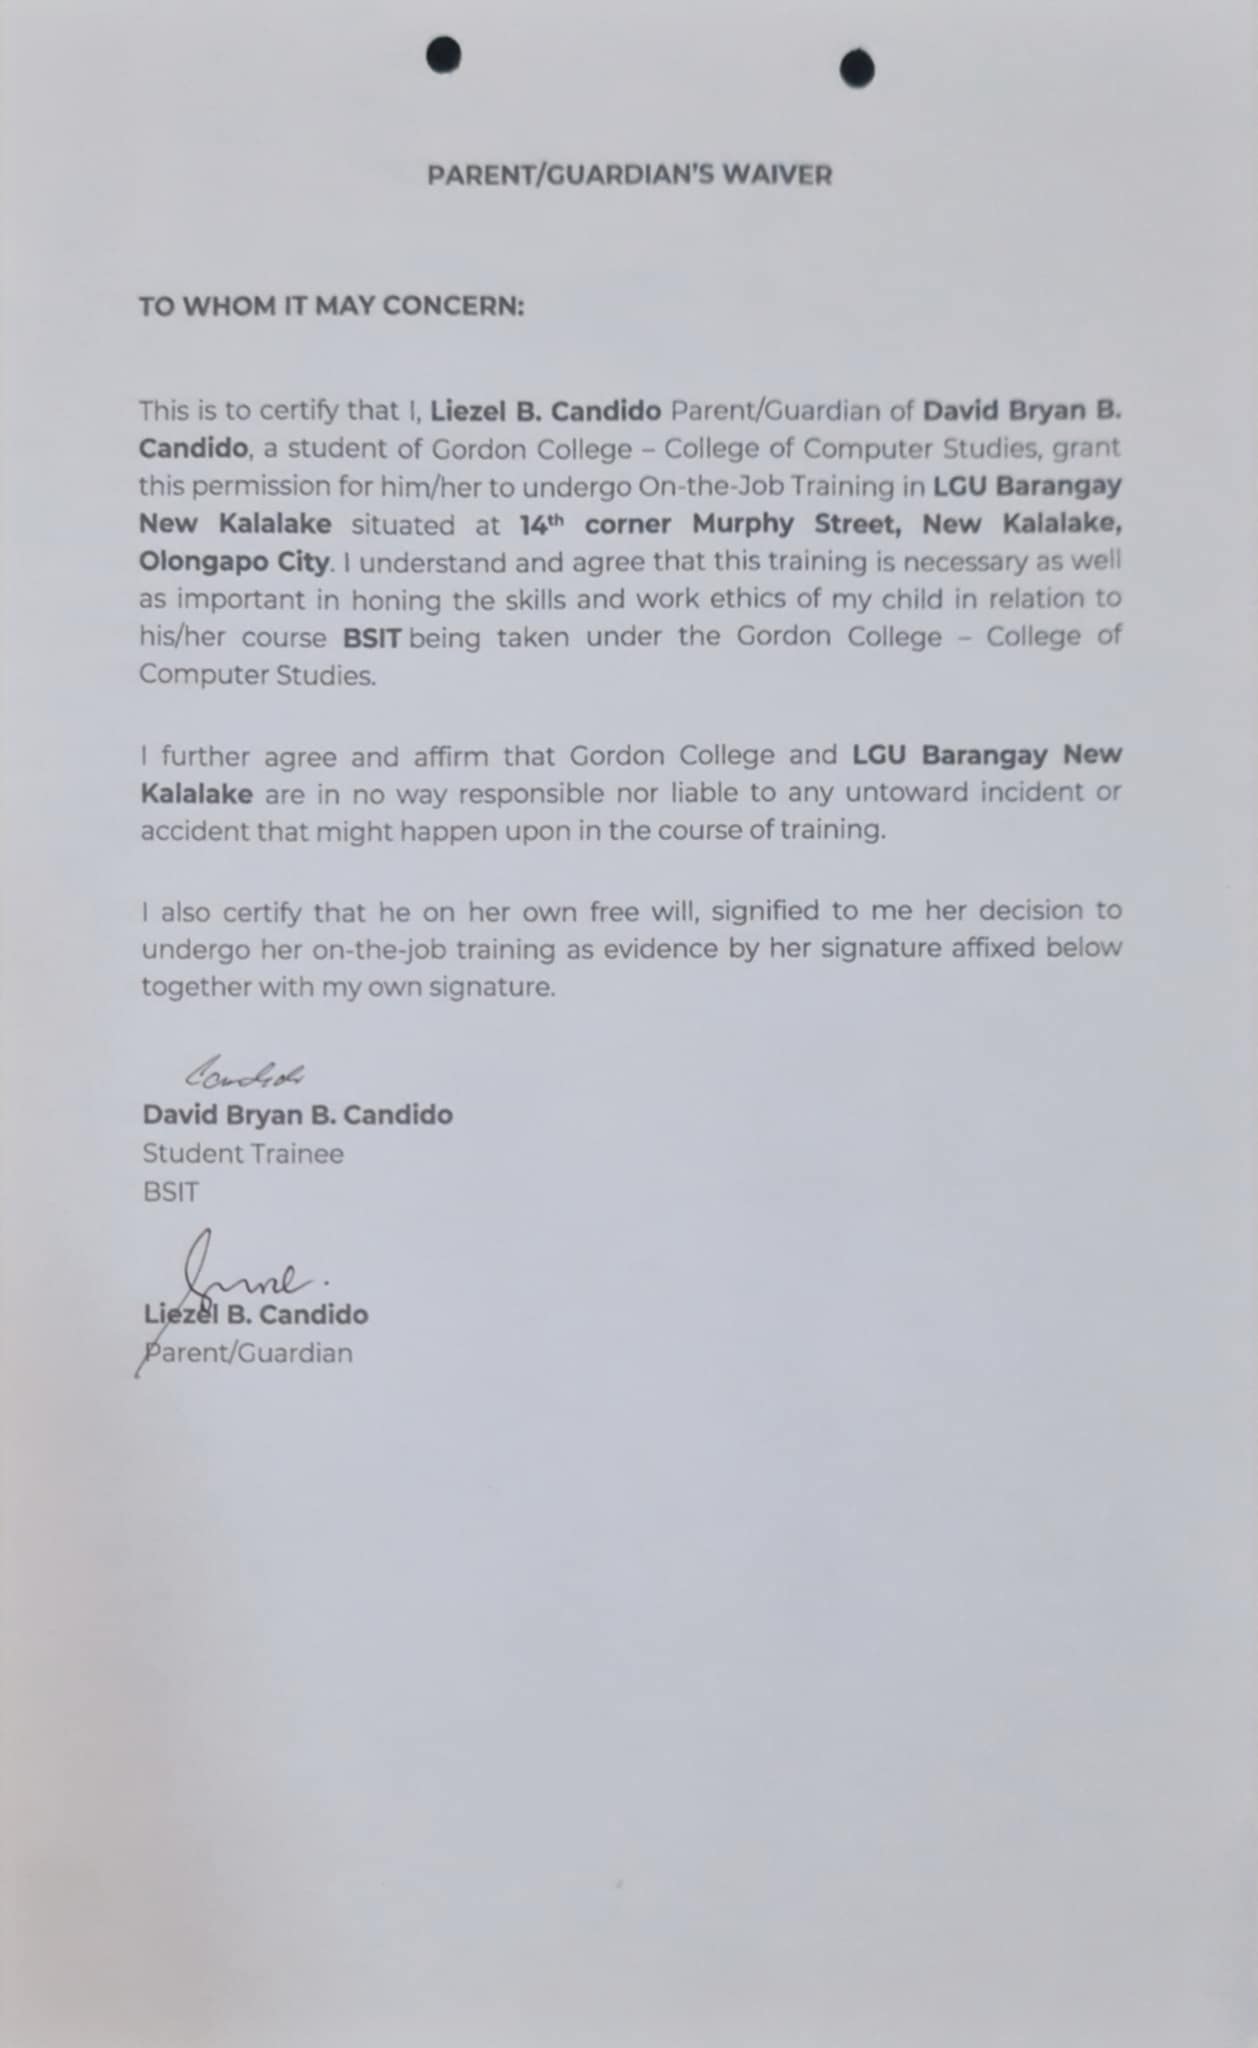 PARENT/GUARDIAN'S WAIVER
TO WHOM IT MAY CONCERN:
This is to certify that I, Liezel B. Candido Parent/Guardian of David Bryan B.
Candido, a student of Gordon College – College of Computer Studies, grant
this permission for him/her to undergo On-the-Job Training in LGU Barangay
New Kalalake situated at 14th corner Murphy Street, New Kalalake,
Olongapo City. I understand and agree that this training is necessary as well
as important in honing the skills and work ethics of my child in relation to
his/her course BSIT being taken under the Gordon College – College of
Computer Studies.
I further agree and affirm that Gordon College and LGU Barangay New
Kalalake are in no way responsible nor liable to any untoward incident or
accident that might happen upon in the course of training.
I also certify that he on her own free will, signified to me her decision to
undergo her on-the-job training as evidence by her signature affixed below
together with my own signature.
Candido
David Bryan B. Candido
Student Trainee
BSIT
Liezel B. Candido
Parent/Guardian